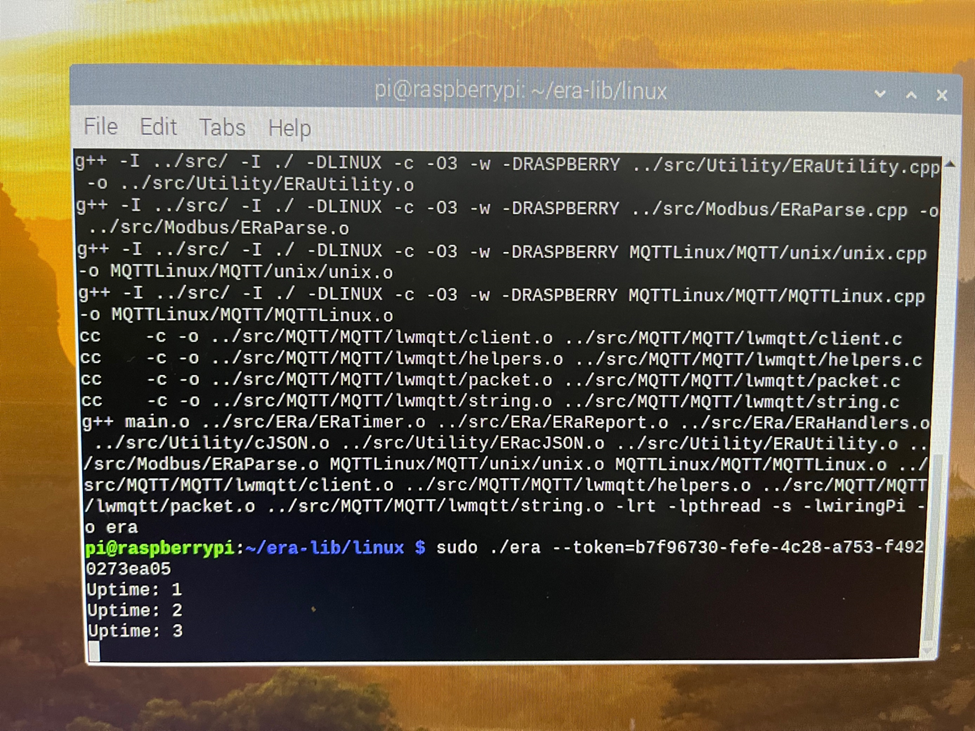 pi@raspberrypi: ~/era-lib/linux
File Edit Tabs Help
g++ -I ../src/ -I ./ -DLINUX -c -O3 -w -DRASPBERRY ../src/Utility/ERaUtility.cpp
-o ../src/Utility/ERaUtility.o
g++ -I ../src/ -I ./ -DLINUX -c -O3 -w -DRASPBERRY ../src/Modbus/ERaParse.cpp -o
../src/Modbus/ERaParse.o
g++ -I ../src/ -I ./ -DLINUX -c -O3 -w -DRASPBERRY MQTTLinux/MQTT/unix/unix.cpp
-o MQTTLinux/MQTT/unix/unix.o
g++ -I ../src/ -I ./ -DLINUX -c -O3 -w -DRASPBERRY MQTTLinux/MQTT/MQTTLinux.cpp
-o MQTTLinux/MQTT/MQTTLinux.o
cc    -c -o ../src/MQTT/MQTT/lwmqtt/client.o ../src/MQTT/MQTT/lwmqtt/client.c
cc    -c -o ../src/MQTT/MQTT/lwmqtt/helpers.o ../src/MQTT/MQTT/lwmqtt/helpers.c
cc    -c -o ../src/MQTT/MQTT/lwmqtt/packet.o ../src/MQTT/MQTT/lwmqtt/packet.c
cc    -c -o ../src/MQTT/MQTT/lwmqtt/string.o ../src/MQTT/MQTT/lwmqtt/string.c
g++ main.o ../src/ERa/ERaTimer.o ../src/ERa/ERaReport.o ../src/ERa/ERaHandlers.o
../src/Utility/cJSON.o ../src/Utility/ERacJSON.o ../src/Utility/ERaUtility.o ..
/src/Modbus/ERaParse.o MQTTLinux/MQTT/unix/unix.o MQTTLinux/MQTT/MQTTLinux.o ../
src/MQTT/MQTT/lwmqtt/client.o ../src/MQTT/MQTT/lwmqtt/helpers.o ../src/MQTT/MQTT
/lwmqtt/packet.o ../src/MQTT/MQTT/lwmqtt/string.o -lrt -lpthread -s -lwiringPi -
o era
pi@raspberrypi:~/era-lib/linux $ sudo ./era --token=b7f96730-fefe-4c28-a753-f492
0273ea05
Uptime: 1
Uptime: 2
Uptime: 3